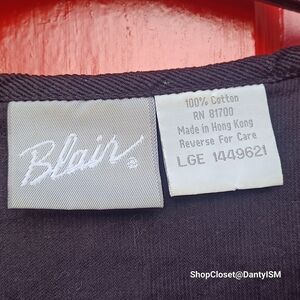 Blair®
100% Cotton
RN 81700
Made in Hong Kong
Reverse For Care
LGE 1449621
ShopCloset@DantyISM